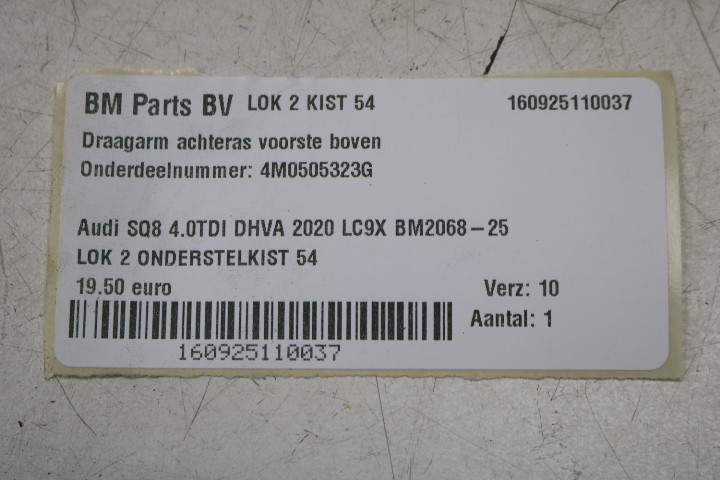 BM Parts BV LOK 2 KIST 54 160925110037
Draagarm achteras voorste boven
Onderdeelnummer: 4M0505323G
Audi SQ8 4.0TDI DHVA 2020 LC9X BM2068-25
LOK 2 ONDERSTELKIST 54
19.50 euro Verz: 10
Aantal: 1
160925110037